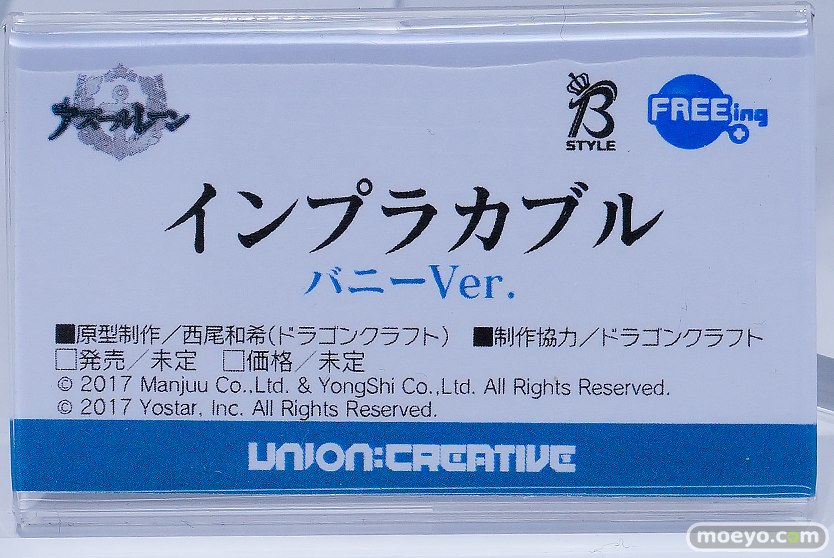 アズールレーン
B
STYLE
FREEing
インプラカブル
バニーVer.
■原型制作／西尾和希(ドラゴンクラフト) ■制作協力／ドラゴンクラフト
□発売／未定 □価格／未定
© 2017 Manjuu Co.,Ltd. & YongShi Co.,Ltd. All Rights Reserved.
© 2017 Yostar, Inc. All Rights Reserved.
UNION:CREATIVE
moeyo.com